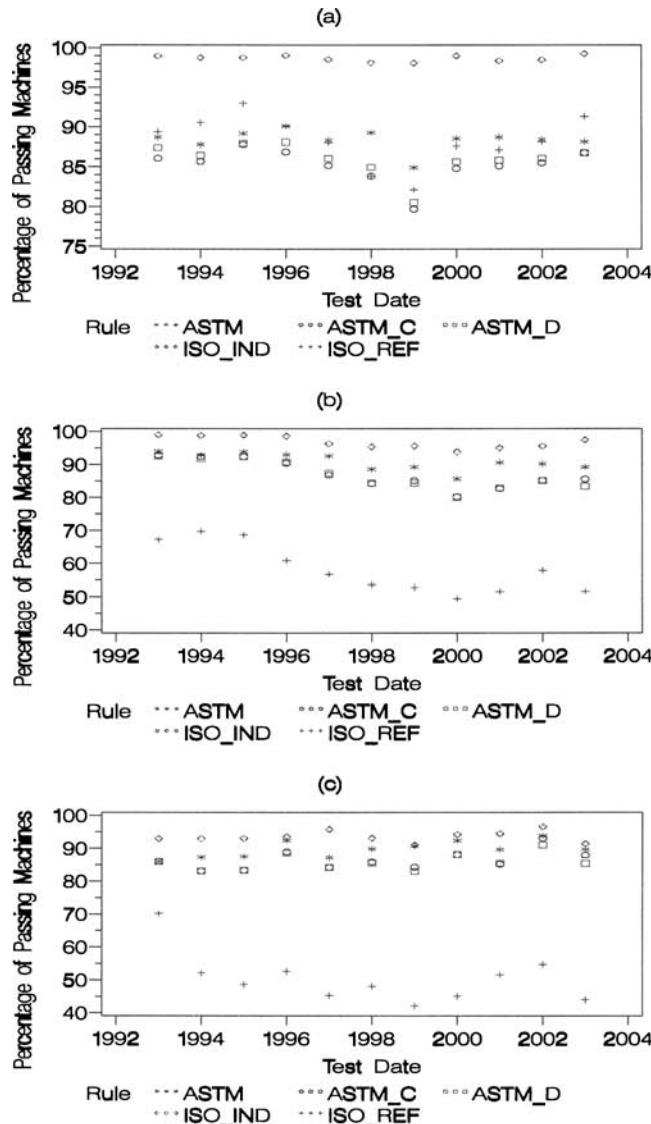 (a)
Percentage of Passing Machines
100
95
90
85
80
75
1992 1994 1996 1998 2000 2002 2004
Test Date
Rule ASTM ASTM_C ASTM_D
ISO_IND ISO_REF
(b)
Percentage of Passing Machines
100
90
80
70
60
50
40
1992 1994 1996 1998 2000 2002 2004
Test Date
Rule ASTM ASTM_C ASTM_D
ISO_IND ISO_REF
(c)
Percentage of Passing Machines
100
90
80
70
60
50
40
1992 1994 1996 1998 2000 2002 2004
Test Date
Rule ASTM ASTM_C ASTM_D
ISO_IND ISO_REF